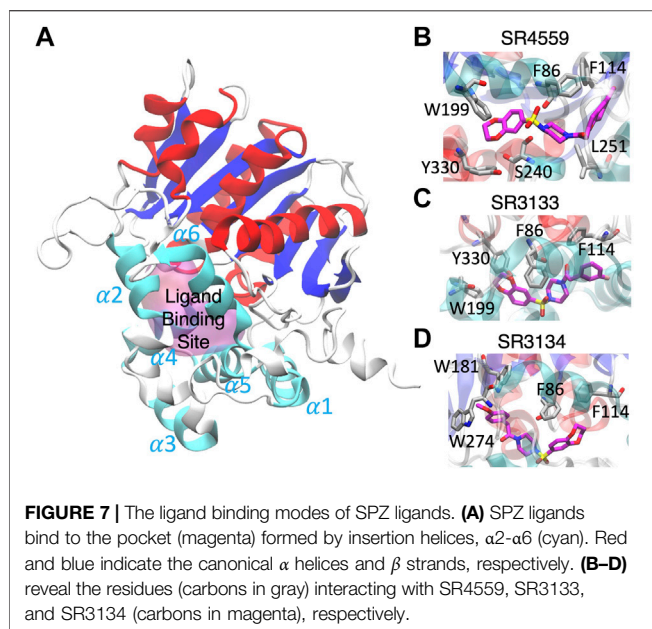 A
α6
α2
Ligand
Binding
Site
α4
α5
α1
α3
B
SR4559
F86
F114
W199
L251
Y330
S240
C
SR3133
F86
F114
Y330
W199
D
SR3134
W181
F86
F114
W274
FIGURE 7 | The ligand binding modes of SPZ ligands. (A) SPZ ligands
bind to the pocket (magenta) formed by insertion helices, α2-α6 (cyan). Red
and blue indicate the canonical α helices and β strands, respectively. (B–D)
reveal the residues (carbons in gray) interacting with SR4559, SR3133,
and SR3134 (carbons in magenta), respectively.